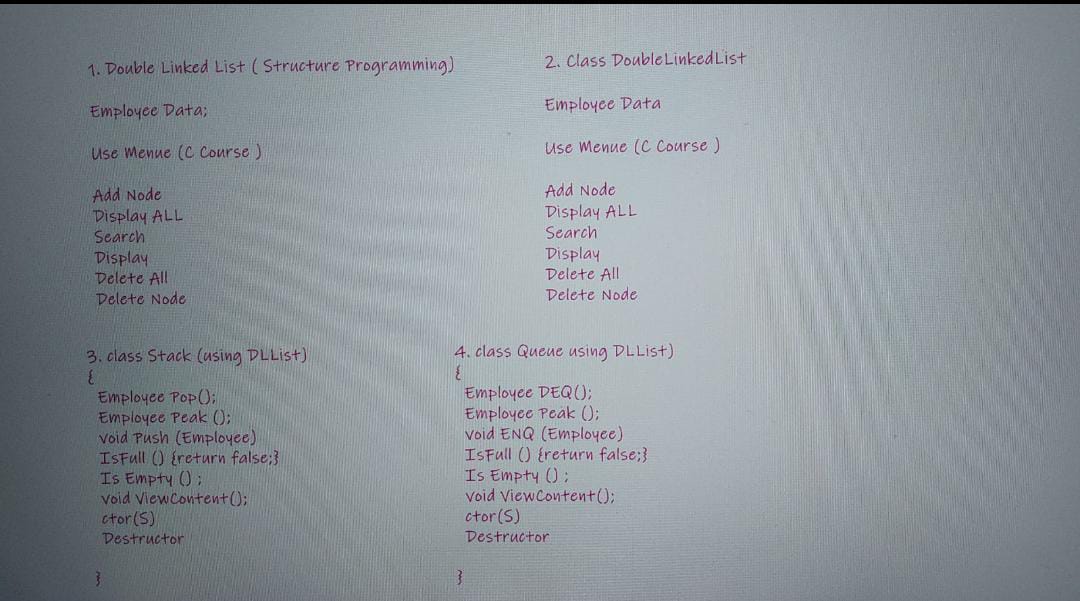 1. Double Linked List ( Structure Programming)
Employee Data;
Use Menue (C Course )
Add Node
Display ALL
Search
Display
Delete All
Delete Node
2. Class DoubleLinkedList
Employee Data
Use Menue (C Course )
Add Node
Display ALL
Search
Display
Delete All
Delete Node
3. class Stack (using DLList)
{
Employee Pop();
Employee Peak ();
void Push (Employee)
IsFull () {return false;}
Is Empty () ;
void ViewContent();
ctor(S)
Destructor
}
4. class Queue using DLList)
{
Employee DEQ();
Employee Peak ();
void ENQ (Employee)
IsFull () {return false;}
Is Empty () ;
void ViewContent();
ctor(S)
Destructor
}